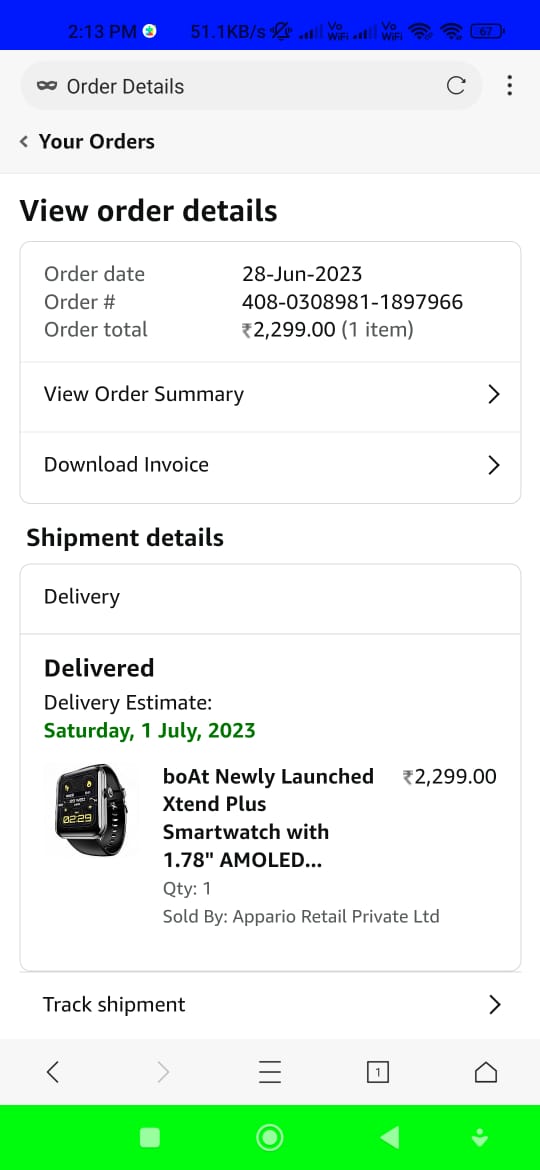 2:13 PM 51.1KB/s Vo WiFi Vo WiFi 67
Order Details
Your Orders
View order details
Order date 28-Jun-2023
Order # 408-0308981-1897966
Order total ₹2,299.00 (1 item)
View Order Summary
Download Invoice
Shipment details
Delivery
Delivered
Delivery Estimate:
Saturday, 1 July, 2023
boAt Newly Launched ₹2,299.00
Xtend Plus
Smartwatch with
1.78" AMOLED...
Qty: 1
Sold By: Appario Retail Private Ltd
02:29
Track shipment
1